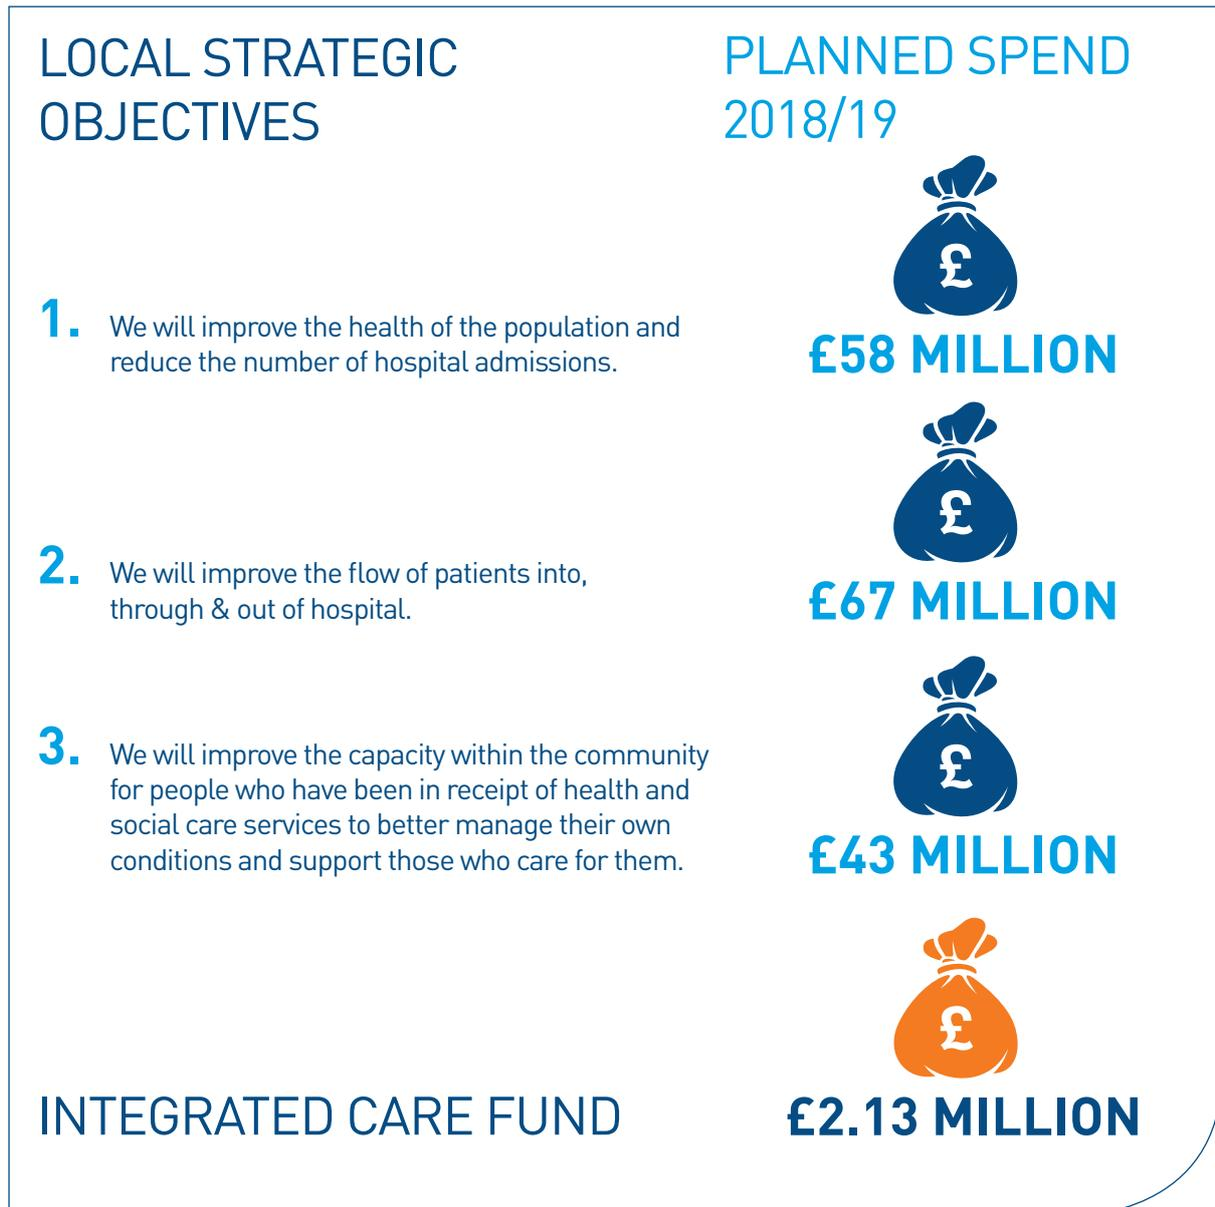 LOCAL STRATEGIC
OBJECTIVES
PLANNED SPEND
2018/19
£
1. We will improve the health of the population and
reduce the number of hospital admissions.
£58 MILLION
£
2. We will improve the flow of patients into,
through & out of hospital.
£67 MILLION
£
3. We will improve the capacity within the community
for people who have been in receipt of health and
social care services to better manage their own
conditions and support those who care for them.
£43 MILLION
£
INTEGRATED CARE FUND
£2.13 MILLION